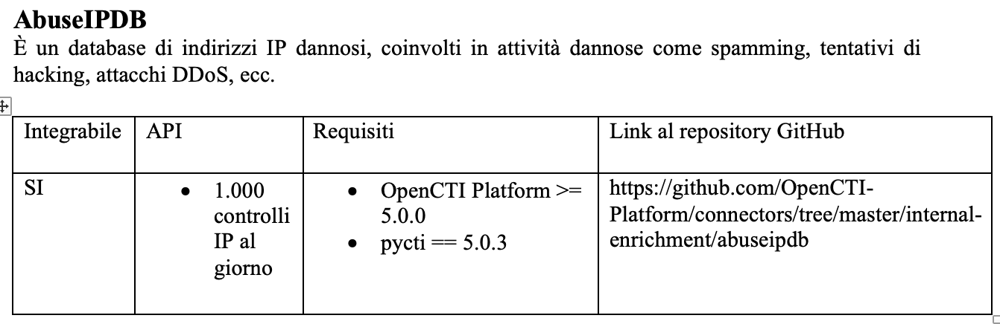 AbuseIPDB
È un database di indirizzi IP dannosi, coinvolti in attività dannose come spamming, tentativi di
hacking, attacchi DDoS, ecc.
Integrabile API Requisiti Link al repository GitHub
SI
• 1.000
controlli
IP al
giorno
• OpenCTI Platform >=
5.0.0
• pycti == 5.0.3
https://github.com/OpenCTI-
Platform/connectors/tree/master/internal-
enrichment/abuseipdb